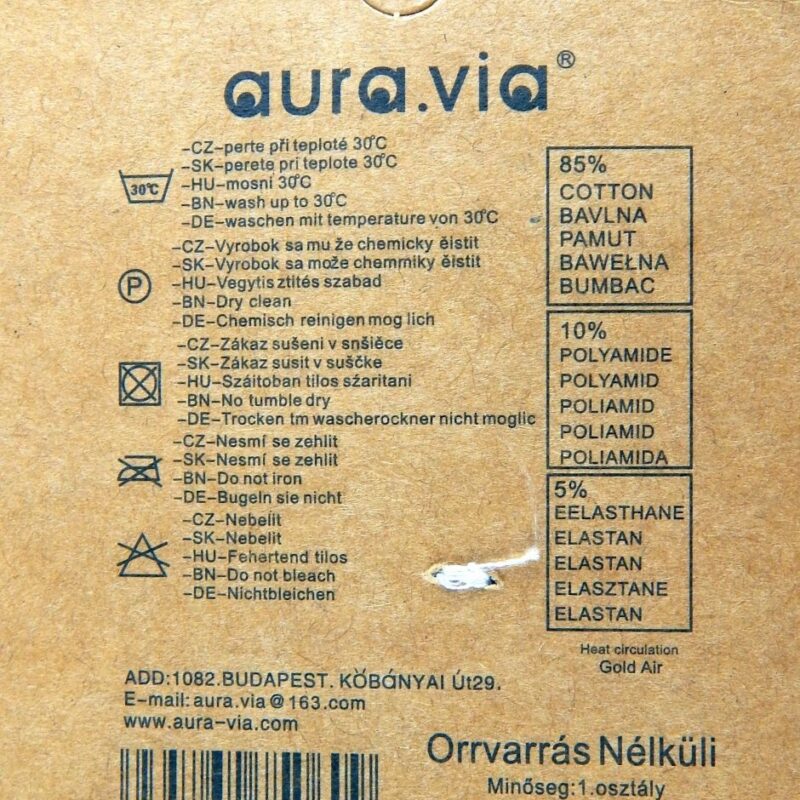 aura.via®
30°C
-CZ-perte při teploté 30°C
-SK-perete pri teplote 30°C
-HU-mosni 30°C
-BN-wash up to 30°C
-DE-waschen mit temperature von 30°C
P
-CZ-Vyrobok sa mu že chemicky ěistit
-SK-Vyrobok sa može chemmiky ěistit
-HU-Vegytis ztités szabad
-BN-Dry clean
-DE-Chemisch reinigen mog lich
-CZ-Zákaz sušeni v snšièce
-SK-Zákaz susit v suščke
-HU-Száitoban tilos sźaritani
-BN-No tumble dry
-DE-Trocken tm wascherockner nicht moglic
-CZ-Nesmí se zehlit
-SK-Nesmí se zehlit
-BN-Do not iron
-DE-Bugeln sie nicht
-CZ-Nebelit
-SK-Nebelit
-HU-Fehertend tilos
-BN-Do not bleach
-DE-Nichtbleichen
85%
COTTON
BAVLNA
PAMUT
BAWEŁNA
BUMBAC
10%
POLYAMIDE
POLYAMID
POLIAMID
POLIAMID
POLIAMIDA
5%
EELASTHANE
ELASTAN
ELASTAN
ELASZTANE
ELASTAN
Heat circulation
Gold Air
ADD:1082.BUDAPEST. KÖBÁNYAI Út29.
E-mail:aura.via@163.com
www.aura-via.com
Orrvarrás Nélküli
Minőseg:1.osztály